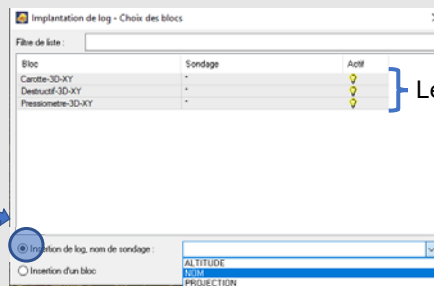 Implantation de log - Choix des blocs
Filtre de liste :
Bloc Sondage Actif
Carotte-3D-XY *
Destructif-3D-XY *
Pressiometre-3D-XY *
Le
Insertion de log, nom de sondage :
ALTITUDE
Insertion d'un bloc NOM
PROJECTION